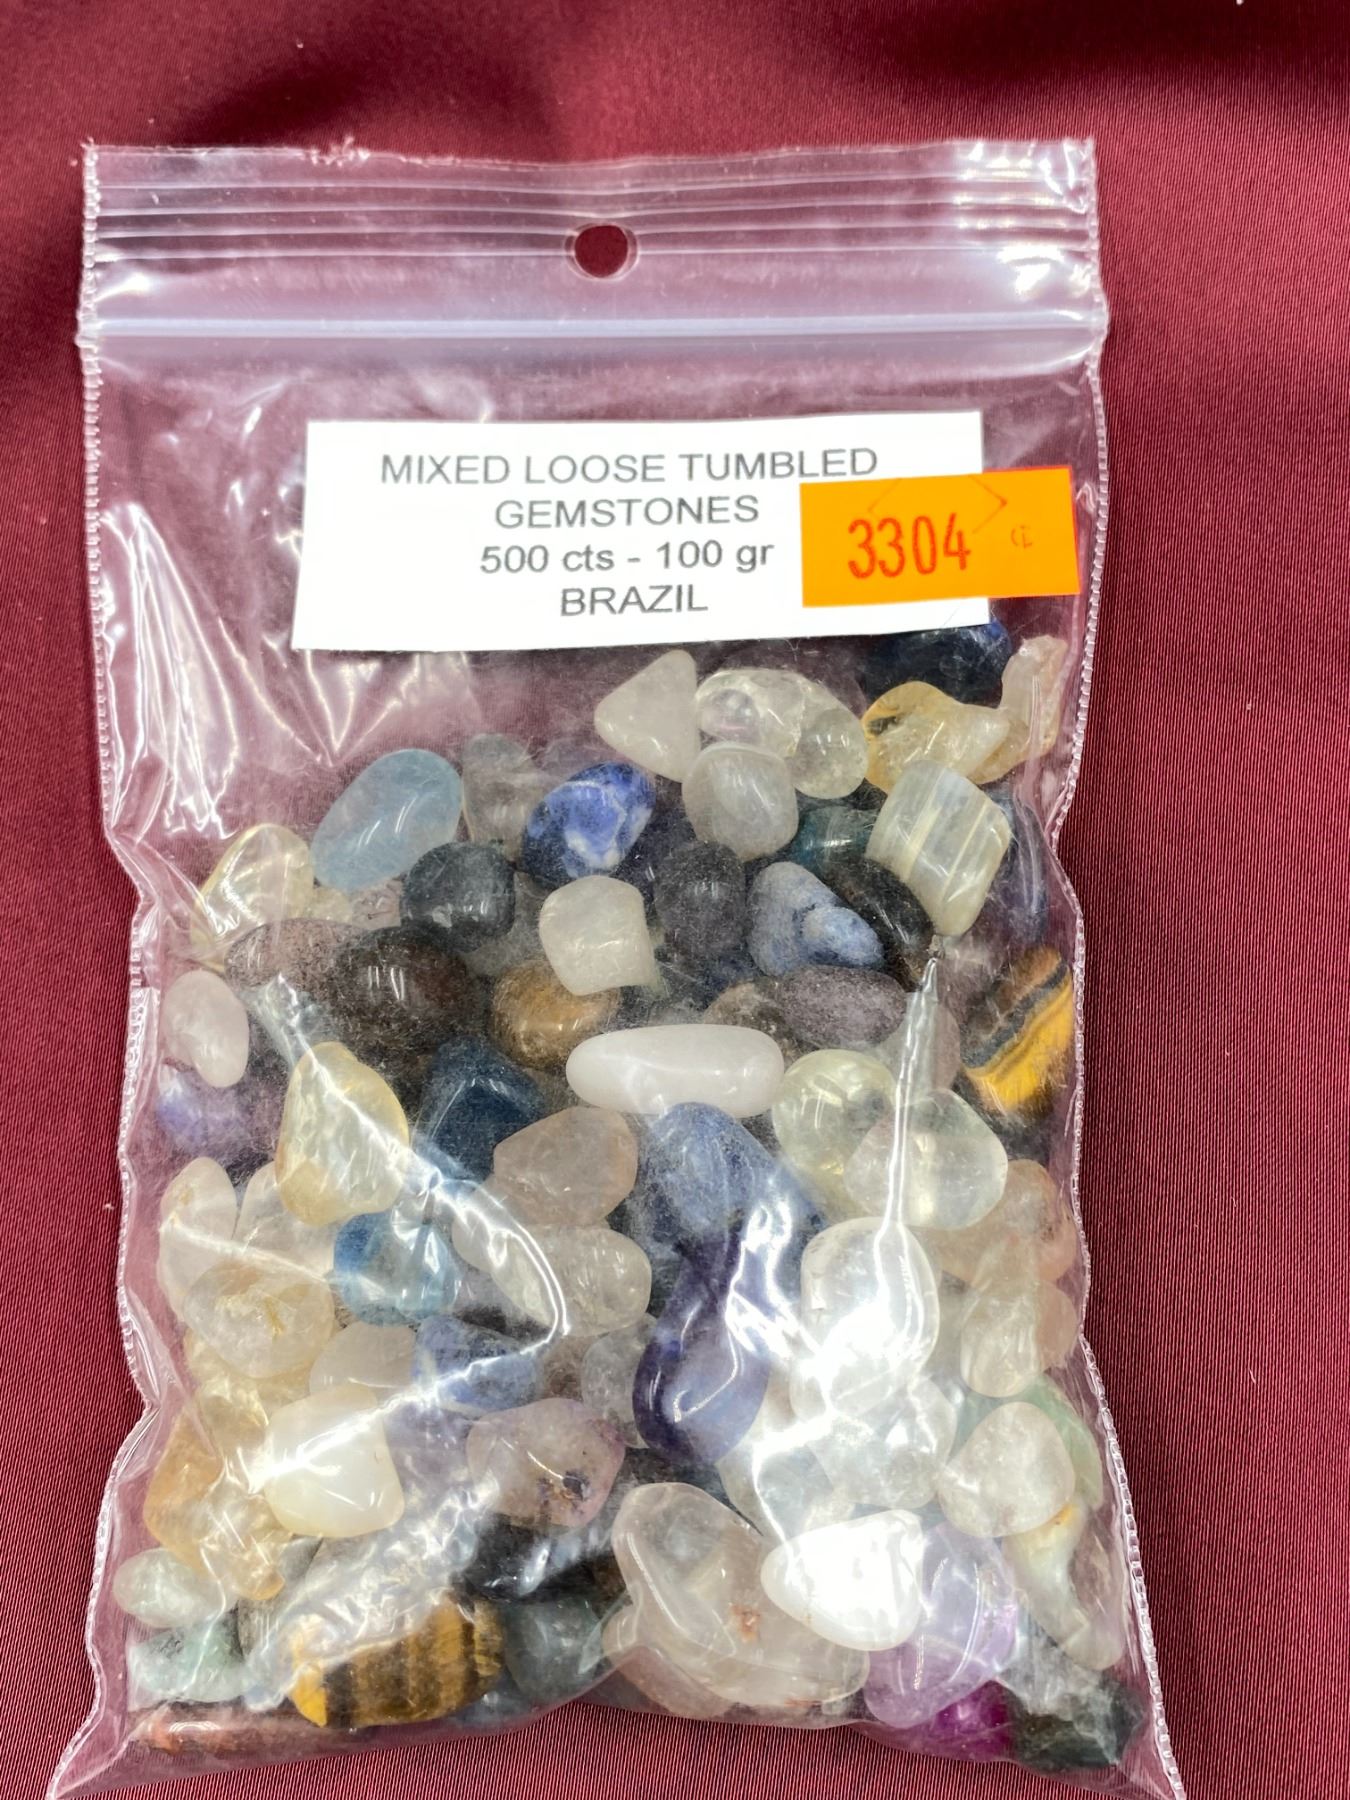 MIXED LOOSE TUMBLED
GEMSTONES
500 cts - 100 gr
BRAZIL
3304